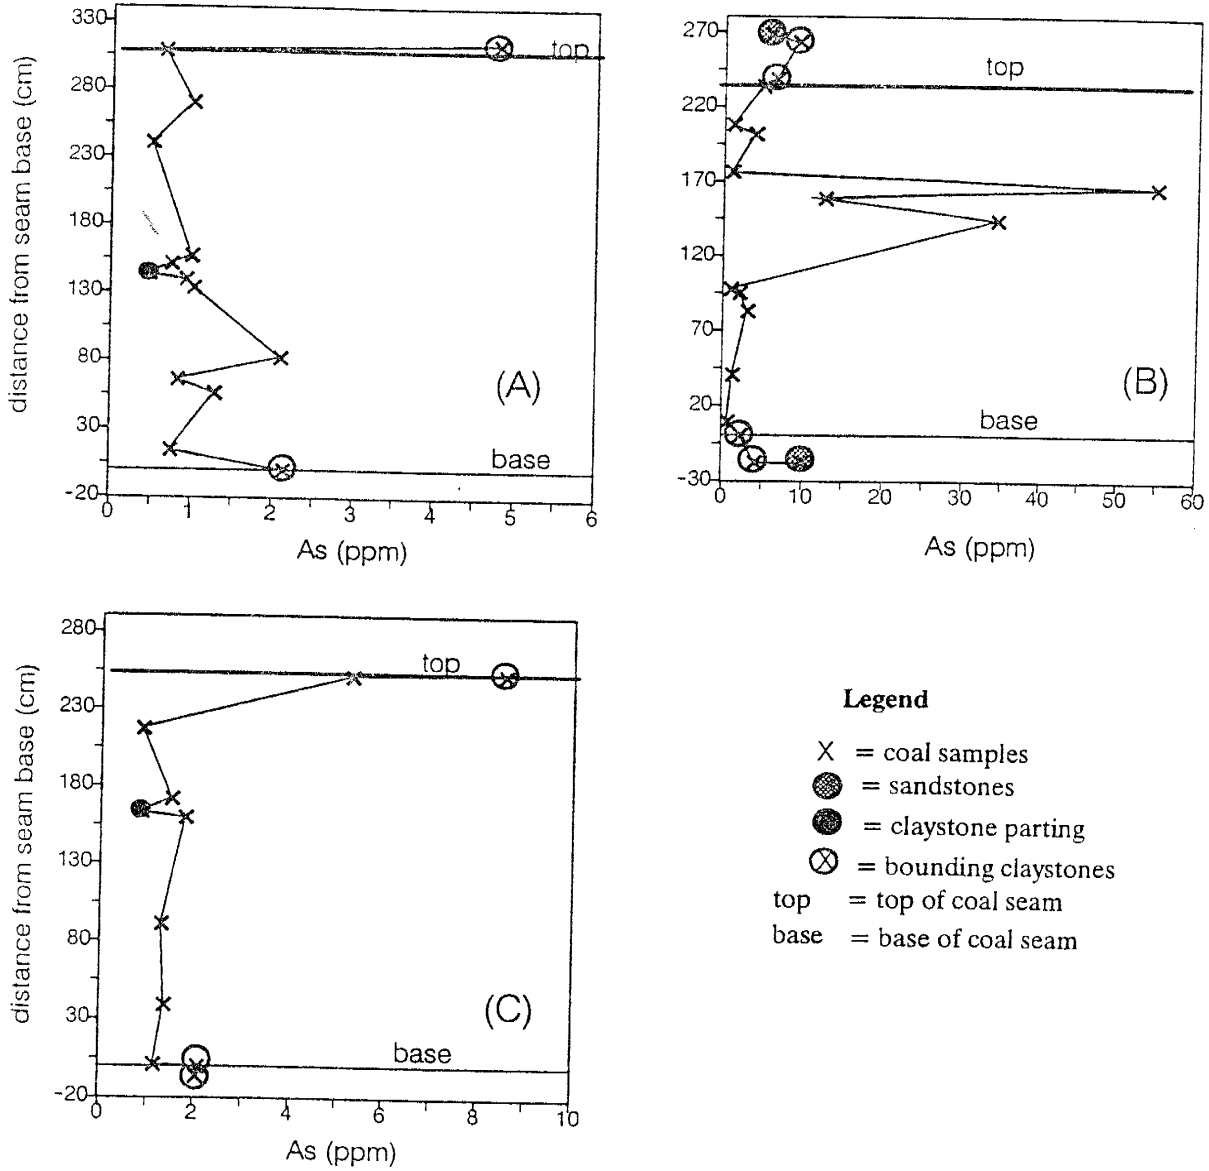 330
280
230
180
130
80
30
-20
distance from seam base (cm)
top
(A)
base
0 1 2 3 4 5 6
As (ppm)
270
220
170
120
70
20
-30
top
(B)
base
0 10 20 30 40 50 60
As (ppm)
280
230
180
130
80
30
-20
distance from seam base (cm)
top
(C)
base
0 2 4 6 8 10
As (ppm)
Legend
X = coal samples
= sandstones
= claystone parting
= bounding claystones
top = top of coal seam
base = base of coal seam